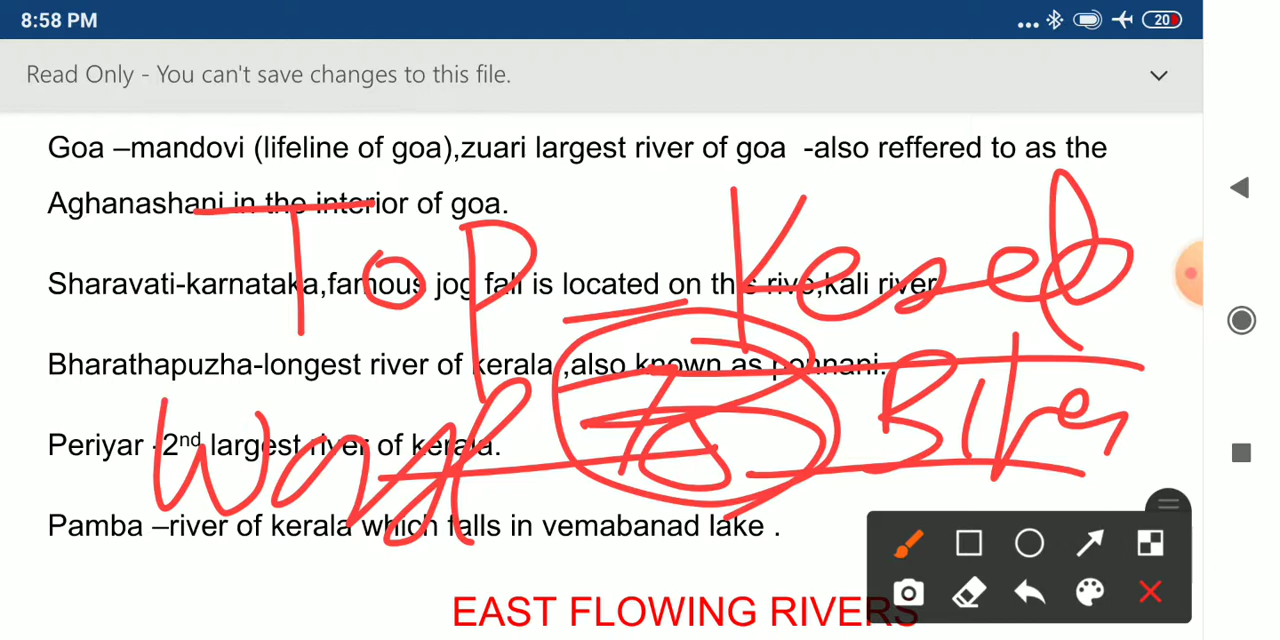 8:58 PM
20
Read Only - You can't save changes to this file.
Goa –mandovi (lifeline of goa),zuari largest river of goa -also reffered to as the
Aghanashani in the interior of goa.
Top
Sharavati-karnataka,famous jog fall is located on this rive,kali river
Bharathapuzha-longest river of kerala ,also known as ponnani.
Periyar -2nd largest river of kerala.
Pamba –river of kerala which falls in vemabanad lake .
EAST FLOWING RIVERS